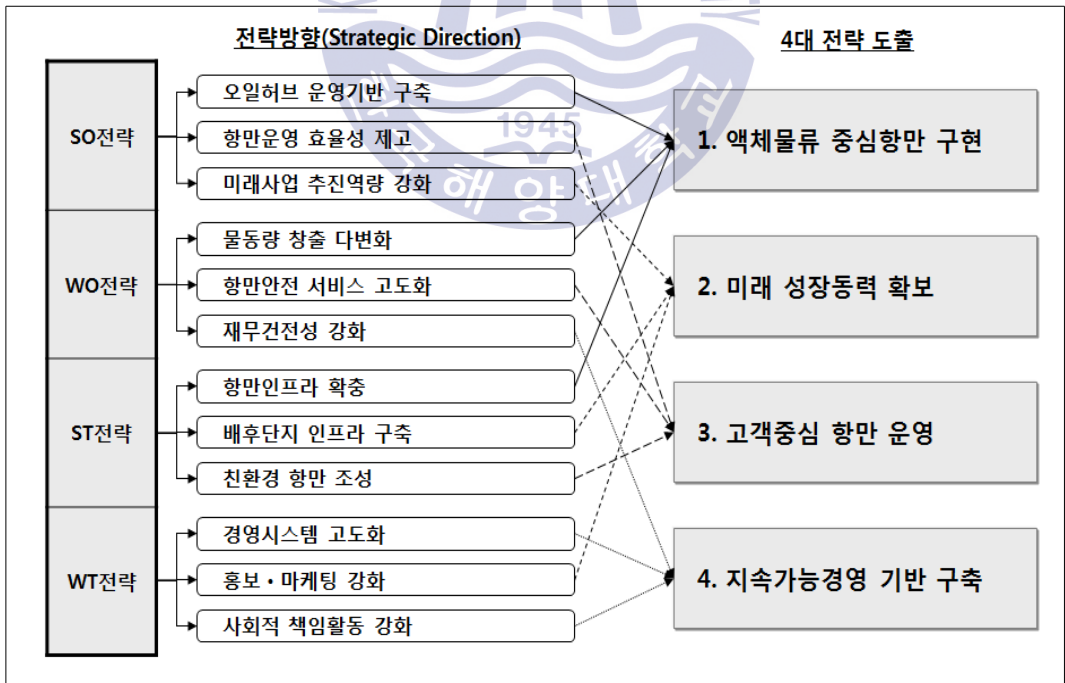 전략방향(Strategic Direction)
4대 전략 도출
SO전략
오일허브 운영기반 구축
항만운영 효율성 제고
미래사업 추진역량 강화
WO전략
물동량 창출 다변화
항만안전 서비스 고도화
재무건전성 강화
ST전략
항만인프라 확충
배후단지 인프라 구축
친환경 항만 조성
WT전략
경영시스템 고도화
홍보・마케팅 강화
사회적 책임활동 강화
1. 액체물류 중심항만 구현
2. 미래 성장동력 확보
3. 고객중심 항만 운영
4. 지속가능경영 기반 구축
1945
한국해양대학교